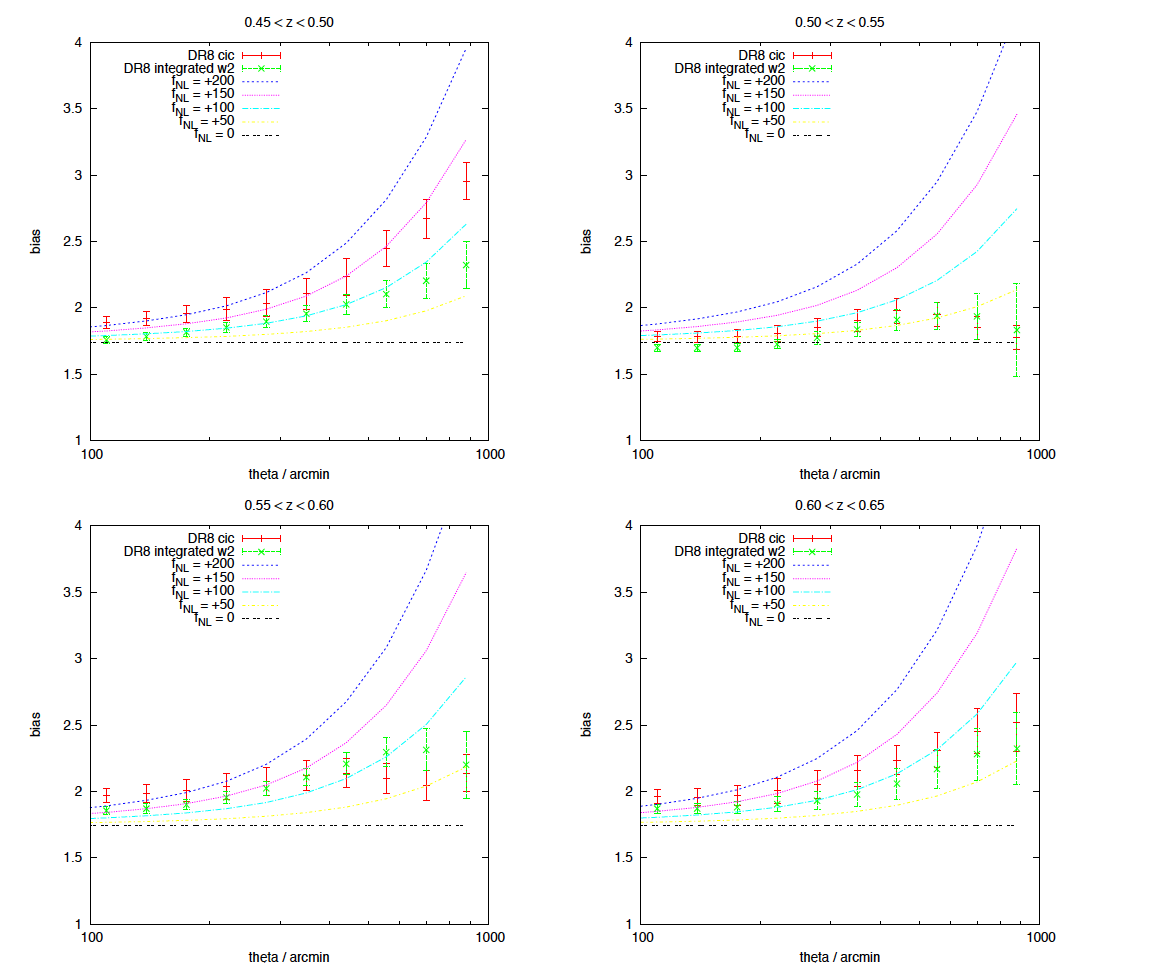 0.45 < z < 0.50
DR8 cic
DR8 integrated w2
fNL = +200
fNL = +150
fNL = +100
fNL = +50
fNL = 0
4
3.5
3
2.5
2
1.5
1
bias
100
1000
theta / arcmin
0.50 < z < 0.55
DR8 cic
DR8 integrated w2
fNL = +200
fNL = +150
fNL = +100
fNL = +50
fNL = 0
4
3.5
3
2.5
2
1.5
1
bias
100
1000
theta / arcmin
0.55 < z < 0.60
DR8 cic
DR8 integrated w2
fNL = +200
fNL = +150
fNL = +100
fNL = +50
fNL = 0
4
3.5
3
2.5
2
1.5
1
bias
100
1000
theta / arcmin
0.60 < z < 0.65
DR8 cic
DR8 integrated w2
fNL = +200
fNL = +150
fNL = +100
fNL = +50
fNL = 0
4
3.5
3
2.5
2
1.5
1
bias
100
1000
theta / arcmin